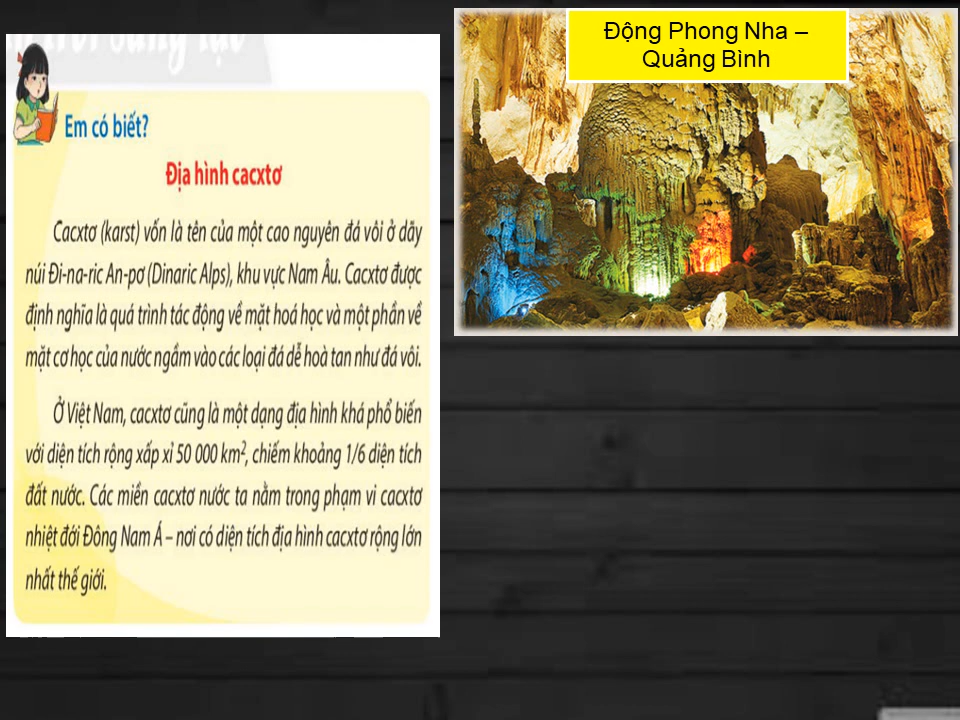 Em có biết?
Địa hình cacxtơ
Cacxtơ (karst) vốn là tên của một cao nguyên đá vôi ở dãy
núi Đi-na-ric An-pơ (Dinaric Alps), khu vực Nam Âu. Cacxtơ được
định nghĩa là quá trình tác động về mặt hoá học và một phần về
mặt cơ học của nước ngầm vào các loại đá dễ hoà tan như đá vôi.
Ở Việt Nam, cacxtơ cũng là một dạng địa hình khá phổ biến
với diện tích rộng xấp xỉ 50 000 km², chiếm khoảng 1/6 diện tích
đất nước. Các miền cacxtơ nước ta nằm trong phạm vi cacxtơ
nhiệt đới Đông Nam Á – nơi có diện tích địa hình cacxtơ rộng lớn
nhất thế giới.
Động Phong Nha –
Quảng Bình